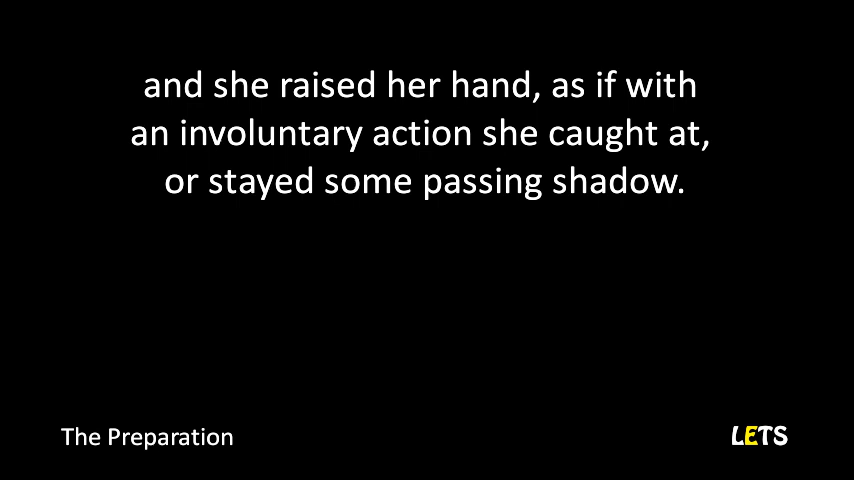 and she raised her hand, as if with
an involuntary action she caught at,
or stayed some passing shadow.
The Preparation
LETS